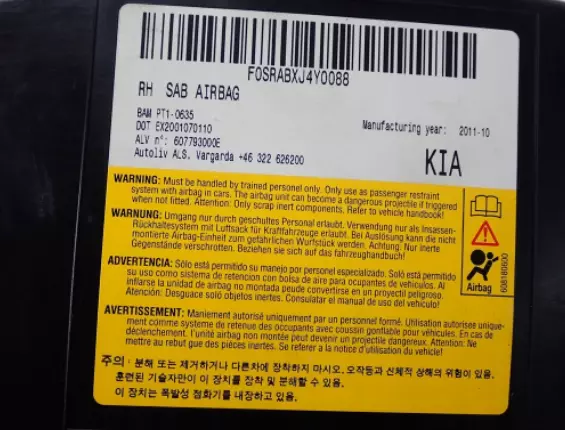 F0SRABXJ4Y0088
RH SAB AIRBAG
BAM PT1-0635
DOT EX2001070110
ALV n°: 607793000E
Autoliv ALS. Vargarda +46 322 626200
Manufacturing year: 2011-10
KIA
WARNING: Must be handled by trained personel only. Only use as passenger restraint
system with airbag in cars. The airbag unit can become a dangerous projectile if triggered
when not fitted. Attention: Only scrap inert components. Refer to vehicle handbook!
WARNUNG: Umgang nur durch geschultes Personal erlaubt. Verwendung nur als Insassen-
Rückhaltesystem mit Luftsack für Kraftfahrzeuge erlaubt. Bei Auslösung kann die nicht
montierte Airbag-Einheit zum gefährlichen Wurfstück werden. Achtung: Nur inerte
Gegenstände verschrotten. Beziehen sie sich auf das fahrzeughandbuch!
ADVERTENCIA: Sólo está permitido su manejo por personal especializado. Sólo está permitido
su uso como sistema de retención con bolsa de aire para ocupantes de vehículos. Al
inflarse la unidad de airbag no montada peude convertirse en un proyectil peligroso.
Atención: Desguace solo objetos inertes. Consulatar el manual de uso del vehículo!
AVERTISSEMENT: Maniement autorisé uniquement par un personnel formé. Utilisation autorisée unique-
ment comme systeme de retenue des occupants avec coussin gonflable pour véhicules. En cas de
déclenchement, l'unité airbag non montée peut devenir un projectile dangereux. Attention: Ne
mettre au rebut gue des piéces inertes. Se referer a la notice d'utilisation du vehicule!
주의: 분해 또는 제거하거나 다른차에 장착하지 마시오. 오작동과 신체적 상해의 위험이 있음.
훈련된 기술자만이 이 장치를 장착 및 분해할 수 있음.
이 장치는 폭발성 점화기를 내장하고 있음.
Airbag
608180600